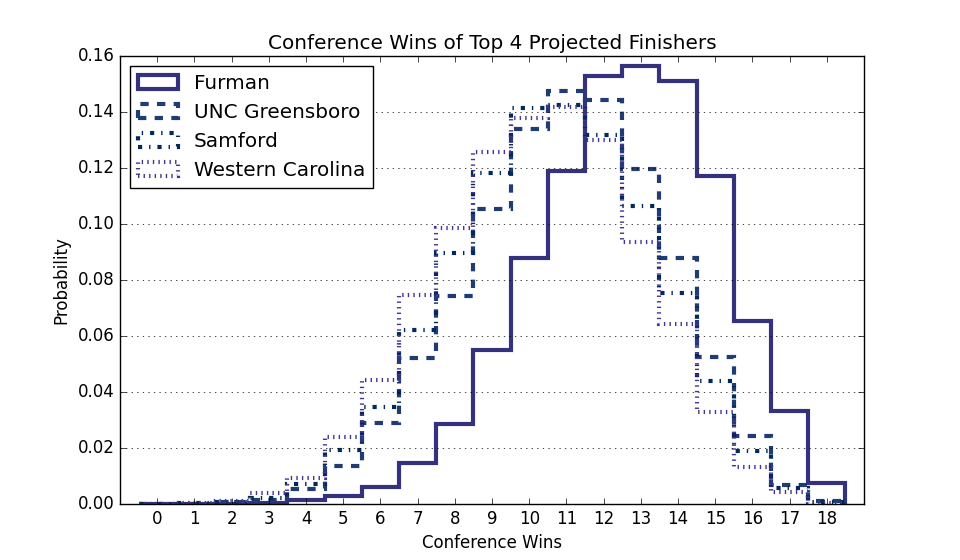 Conference Wins of Top 4 Projected Finishers
0.16
0.14
0.12
0.10
0.08
0.06
0.04
0.02
0.00
Probability
Furman
UNC Greensboro
Samford
Western Carolina
0 1 2 3 4 5 6 7 8 9 10 11 12 13 14 15 16 17 18
Conference Wins